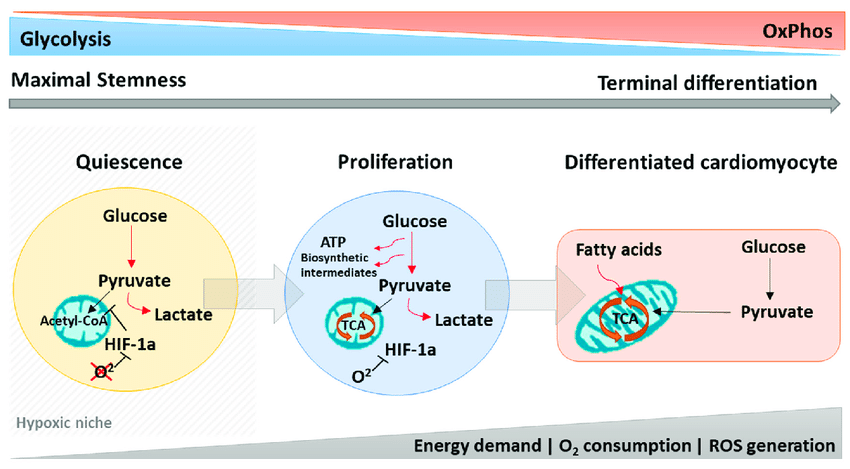 OxPhos
Glycolysis
Maximal Stemness
Terminal differentiation
Quiescence
Proliferation
Differentiated cardiomyocyte
Glucose
Pyruvate
Acetyl-CoA
Lactate
HIF-1a
O²
Hypoxic niche
Glucose
ATP
Biosynthetic
intermediates
Pyruvate
TCA
Lactate
HIF-1a
O²
Fatty acids
Glucose
TCA
Pyruvate
Energy demand | O₂ consumption | ROS generation